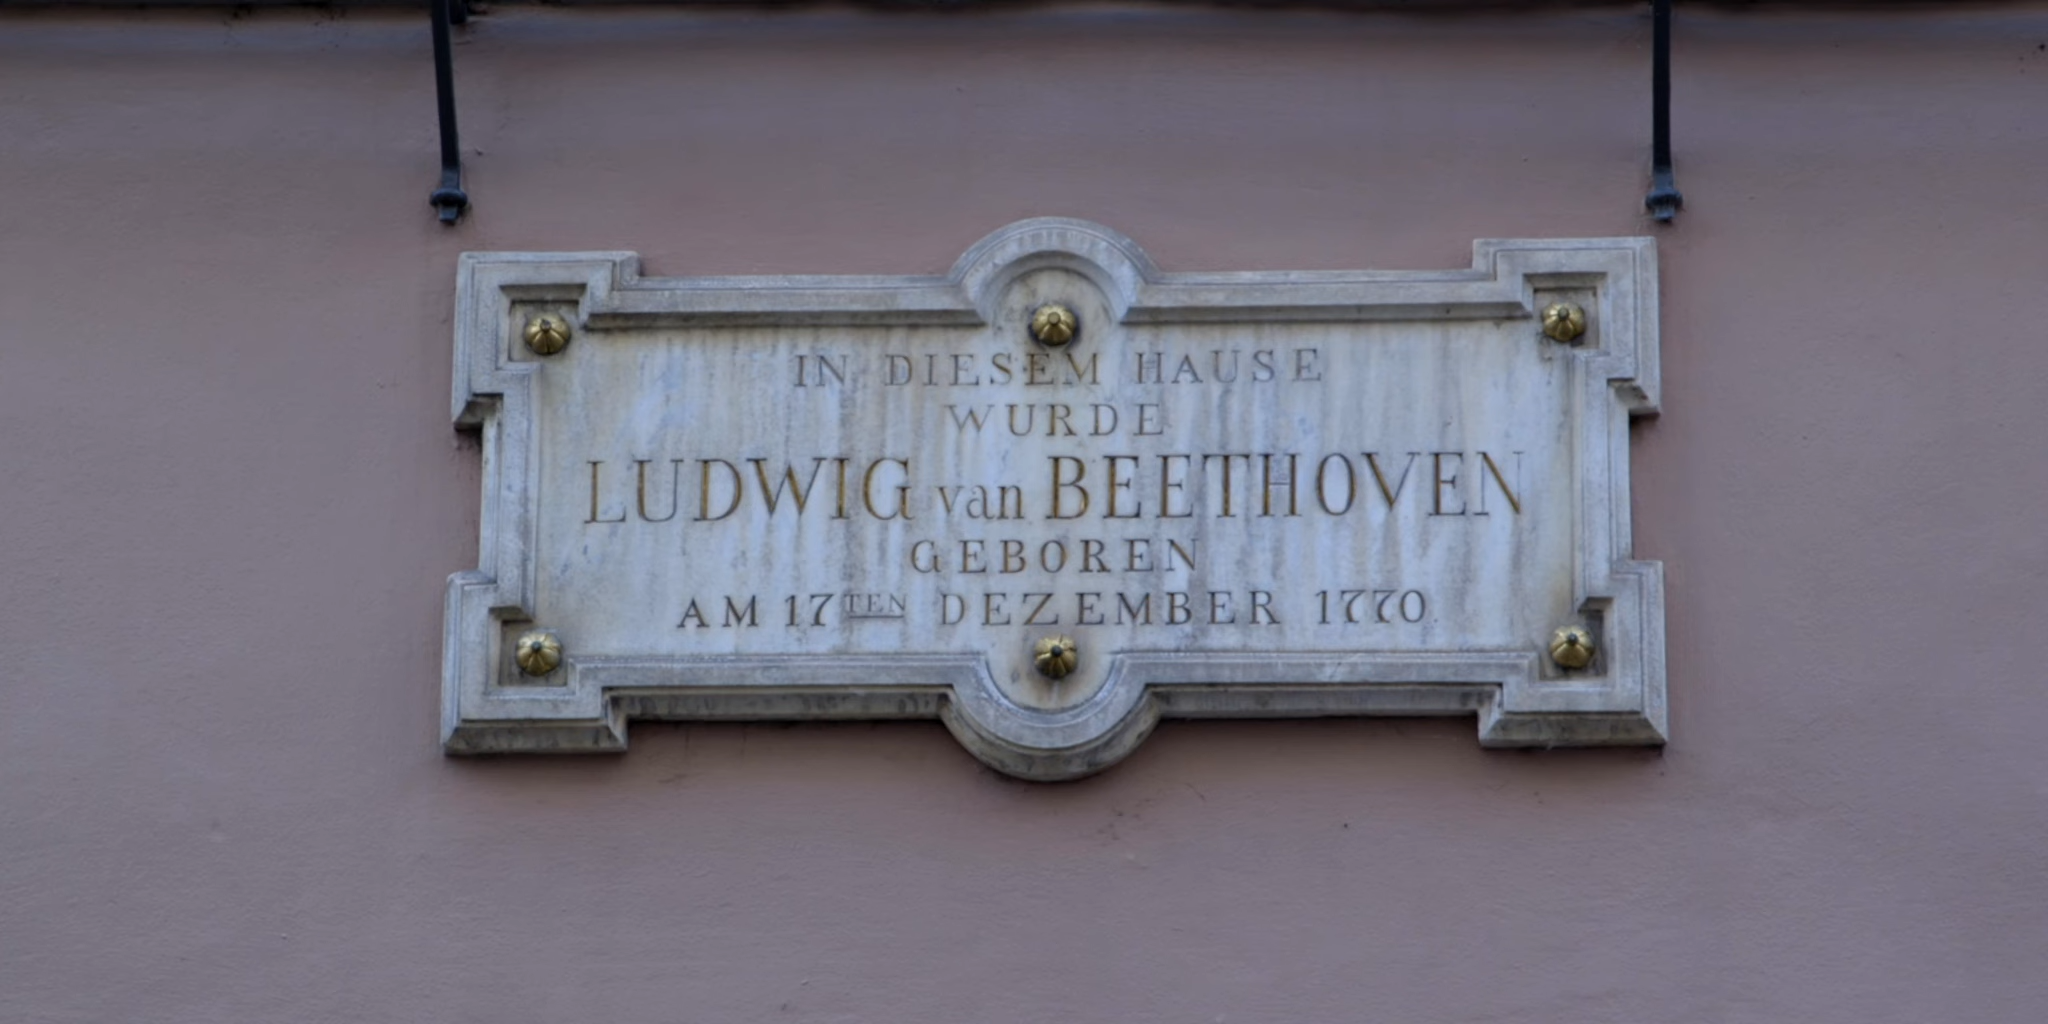 IN DIESEM HAUSE
WURDE
LUDWIG van BEETHOVEN
GEBOREN
AM 17TEN DEZEMBER 1770.